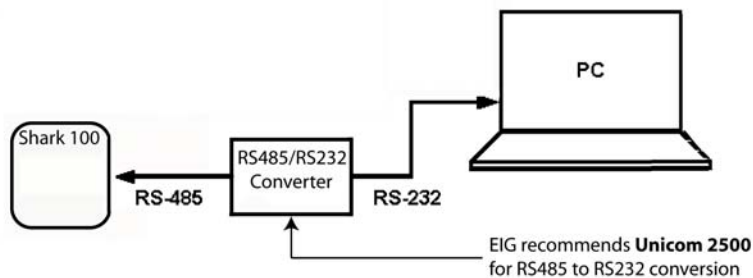 PC
Shark 100
RS485/RS232
Converter
RS-485
RS-232
EIG recommends Unicom 2500
for RS485 to RS232 conversion